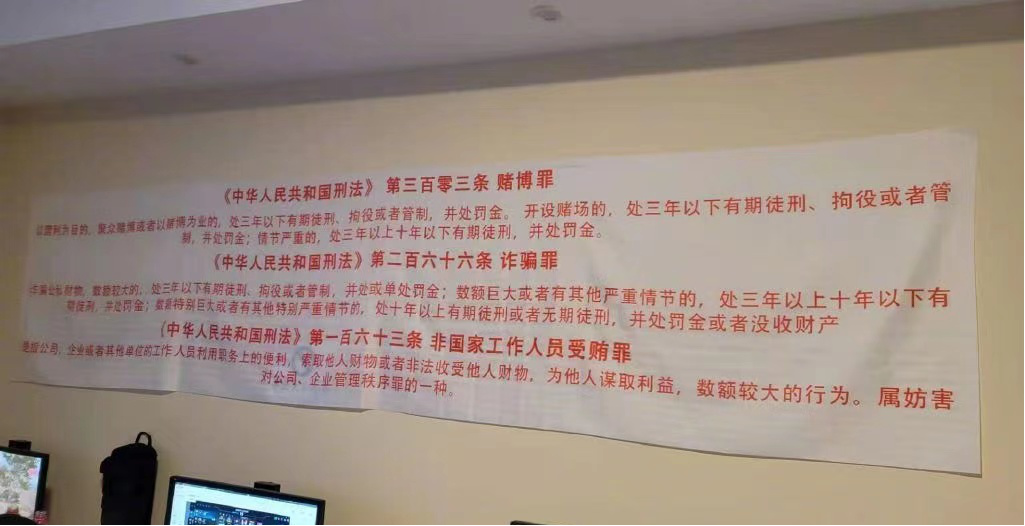 《中华人民共和国刑法》 第三百零三条 赌博罪
以营利为目的，聚众赌博或者以赌博为业的，处三年以下有期徒刑、拘役或者管制，并处罚金。 开设赌场的，处三年以下有期徒刑、拘役或者管
制，并处罚金；情节严重的，处三年以上十年以下有期徒刑，并处罚金。
《中华人民共和国刑法》第二百六十六条 诈骗罪
诈骗公私财物，数额较大的，处三年以下有期徒刑、拘役或者管制，并处或单处罚金；数额巨大或者有其他严重情节的，处三年以上十年以下有
期徒刑，并处罚金；数额特别巨大或者有其他特别严重情节的，处十年以上有期徒刑或者无期徒刑，并处罚金或者没收财产
《中华人民共和国刑法》第一百六十三条 非国家工作人员受贿罪
是指公司、企业或者其他单位的工作人员利用职务上的便利，索取他人财物或者非法收受他人财物，为他人谋取利益，数额较大的行为。属妨害
对公司、企业管理秩序罪的一种。